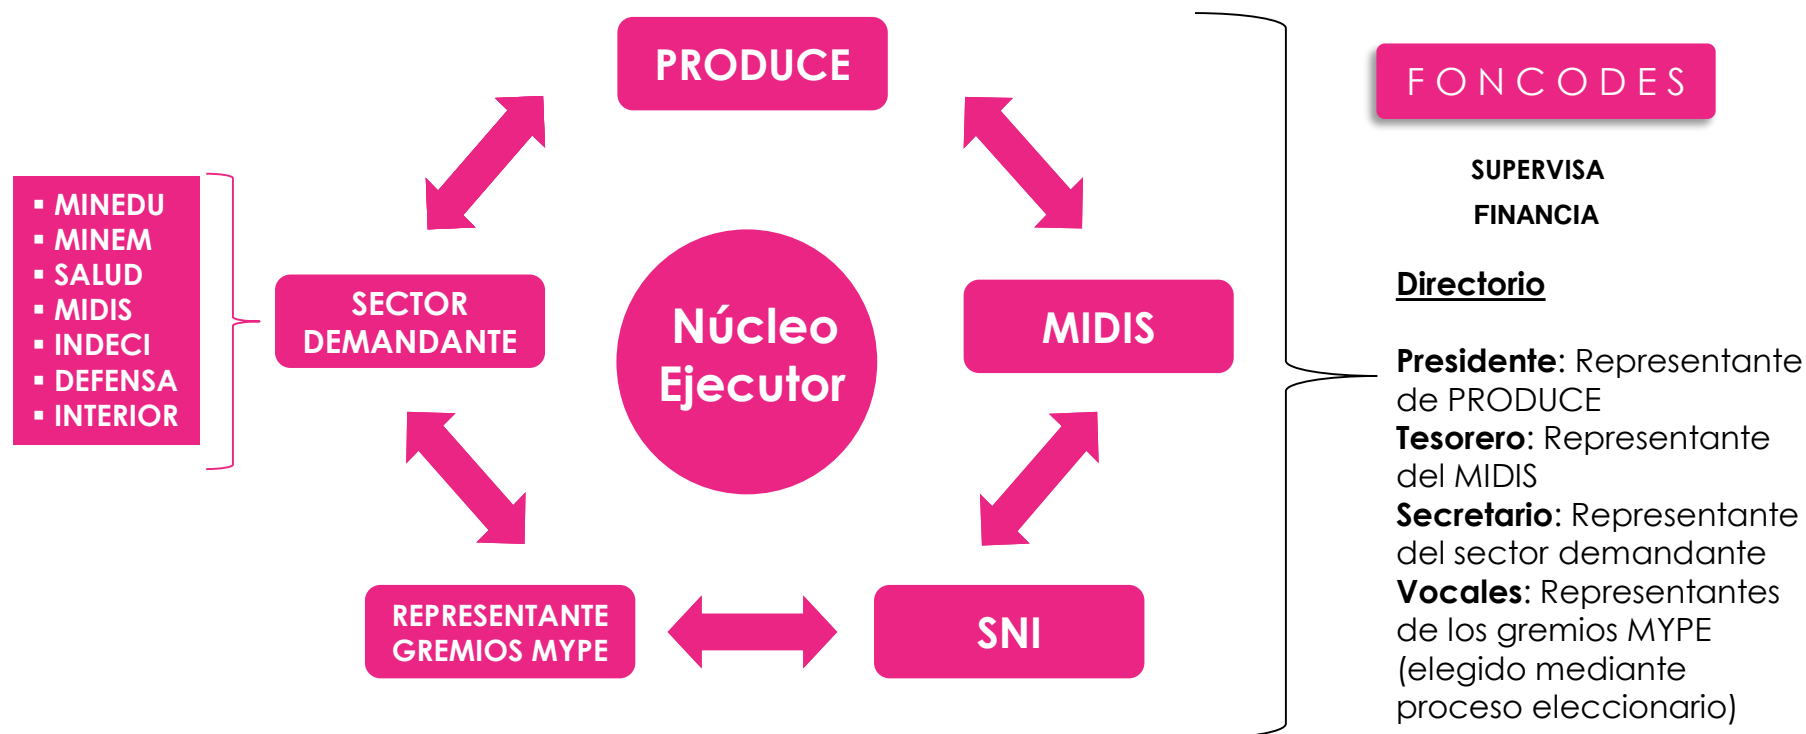 PRODUCE
FONCODES
SUPERVISA
FINANCIA
▪ MINEDU
▪ MINEM
▪ SALUD
▪ MIDIS
▪ INDECI
▪ DEFENSA
▪ INTERIOR
SECTOR
DEMANDANTE
Núcleo
Ejecutor
MIDIS
REPRESENTANTE
GREMIOS MYPE
SNI
Directorio
Presidente: Representante
de PRODUCE
Tesorero: Representante
del MIDIS
Secretario: Representante
del sector demandante
Vocales: Representantes
de los gremios MYPE
(elegido mediante
proceso eleccionario)